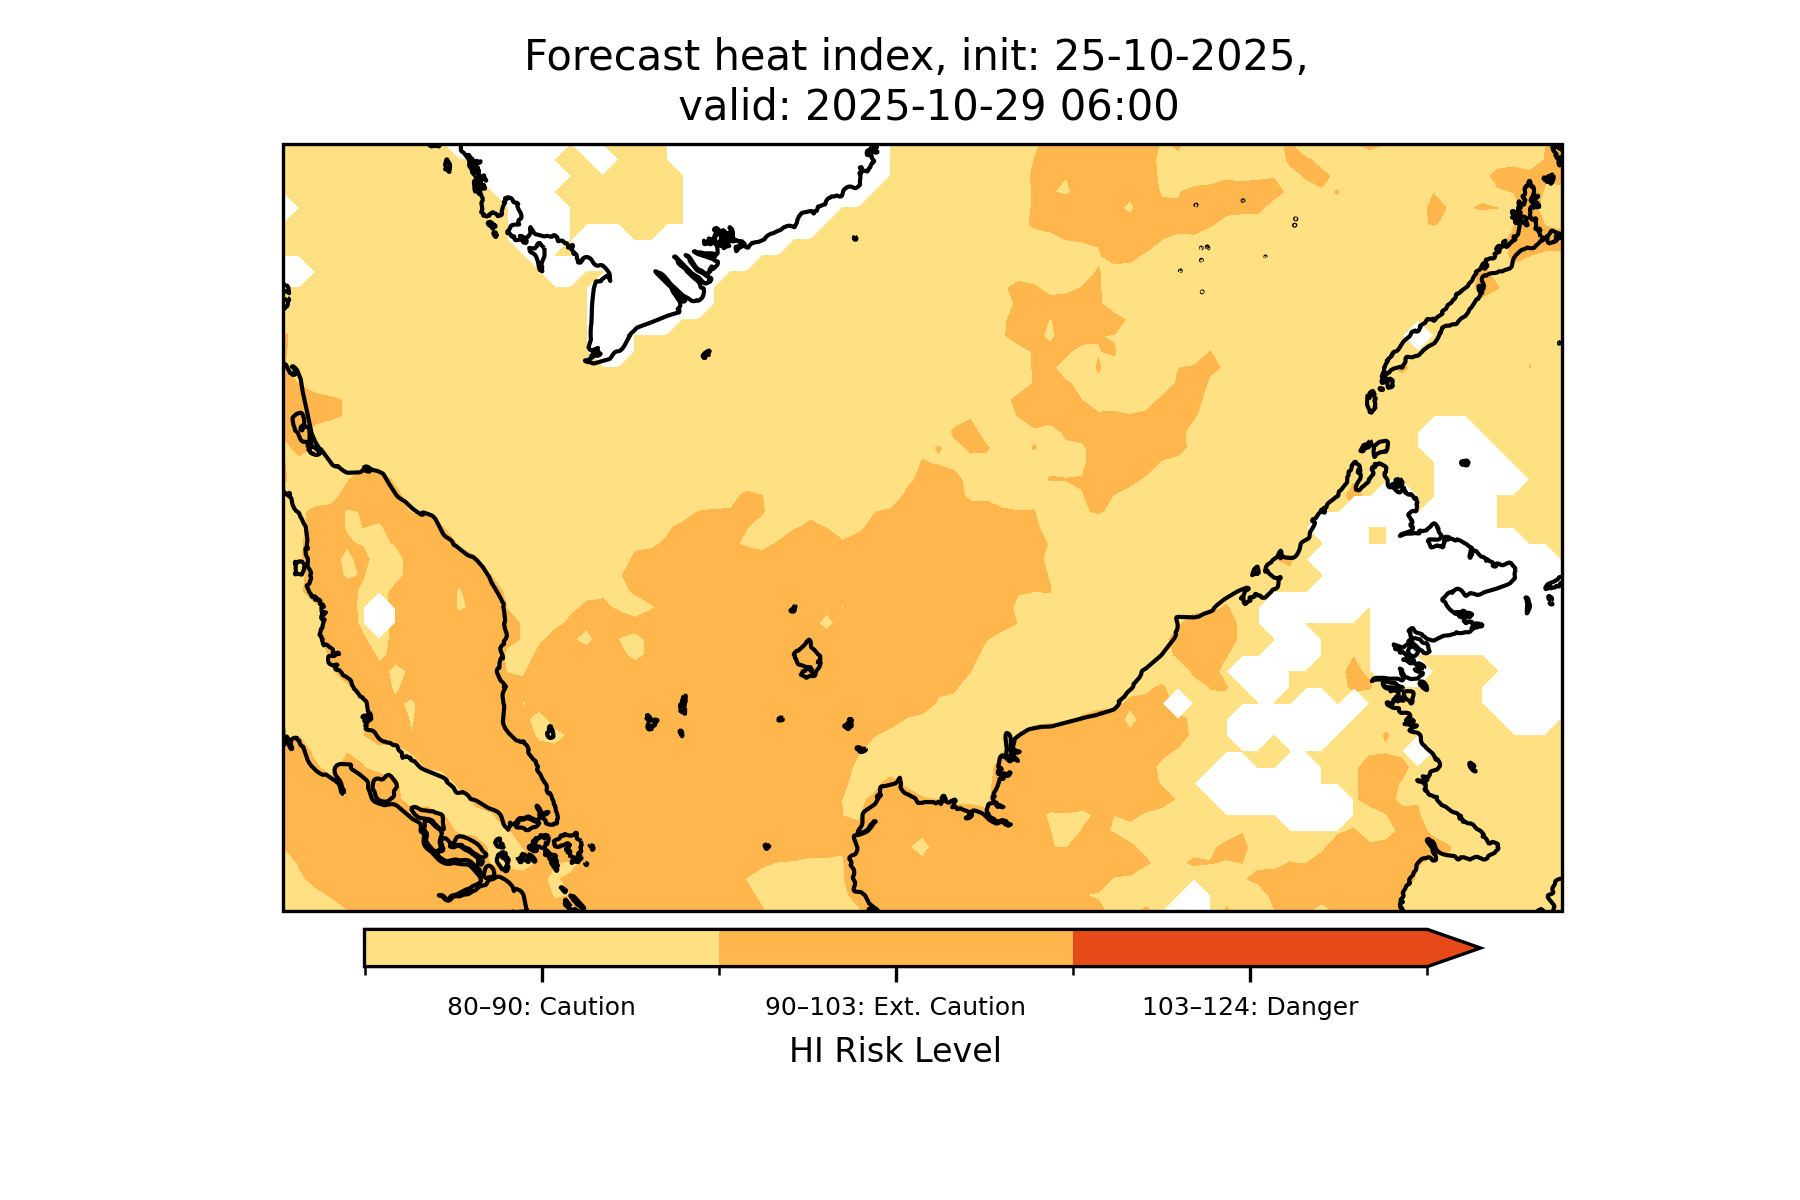 Forecast heat index, init: 25-10-2025,
valid: 2025-10-29 06:00
80–90: Caution
90–103: Ext. Caution
103–124: Danger
HI Risk Level